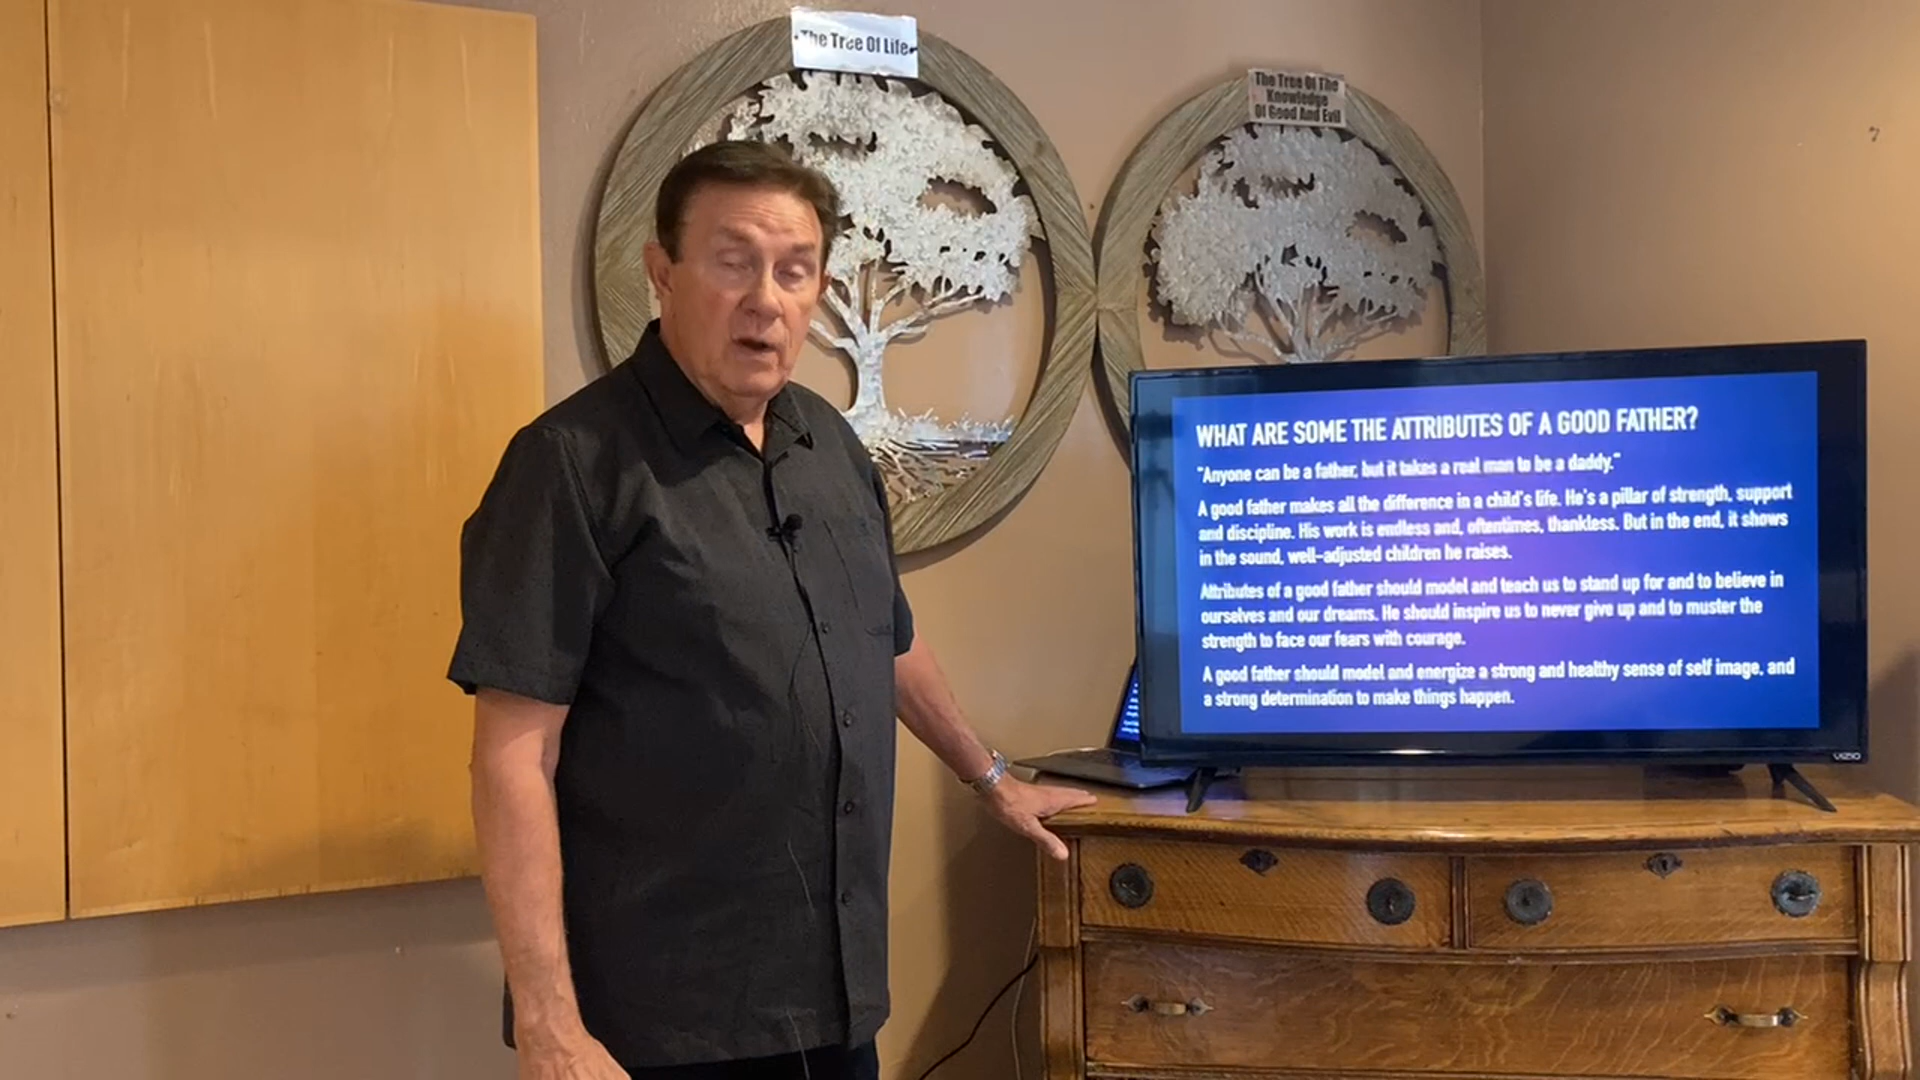 The Tree Of Life
The Tree Of The
Knowledge
Of Good And Evil
WHAT ARE SOME THE ATTRIBUTES OF A GOOD FATHER?
"Anyone can be a father, but it takes a real man to be a daddy."
A good father makes all the difference in a child's life. He's a pillar of strength, support
and discipline. His work is endless and, oftentimes, thankless. But in the end, it shows
in the sound, well-adjusted children he raises.
Attributes of a good father should model and teach us to stand up for and to believe in
ourselves and our dreams. He should inspire us to never give up and to muster the
strength to face our fears with courage.
A good father should model and energize a strong and healthy sense of self image, and
a strong determination to make things happen.
VIZIO